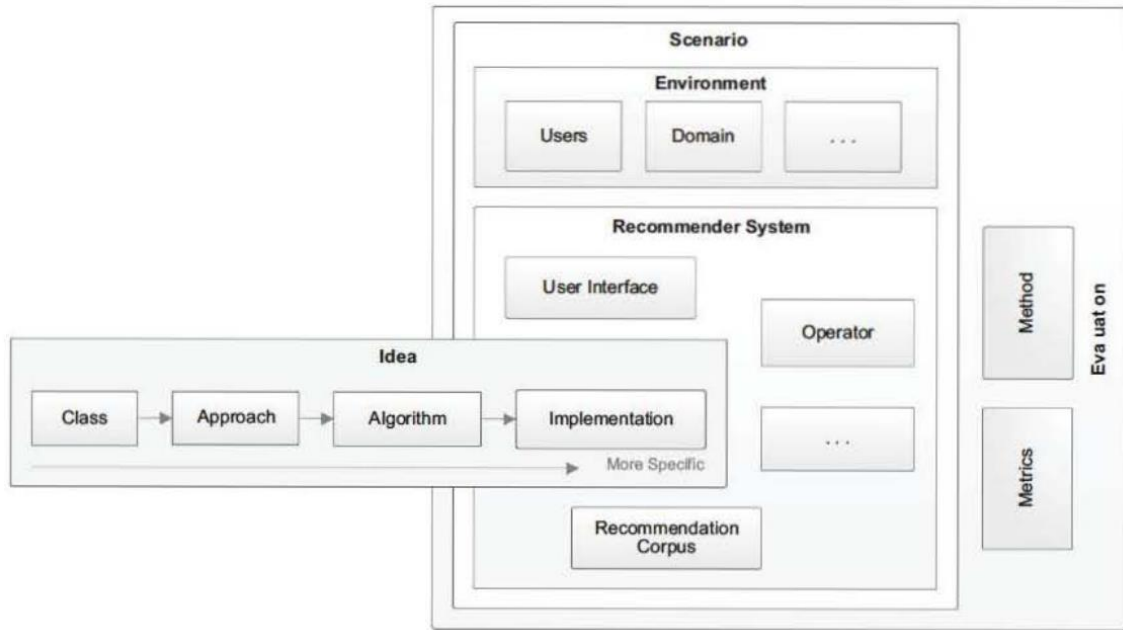 Scenario
Environment
Users
Domain
. . .
Recommender System
User Interface
Operator
Method
Eva uat on
Idea
Class
Approach
Algorithm
Implementation
. . .
More Specific
Metrics
Recommendation
Corpus